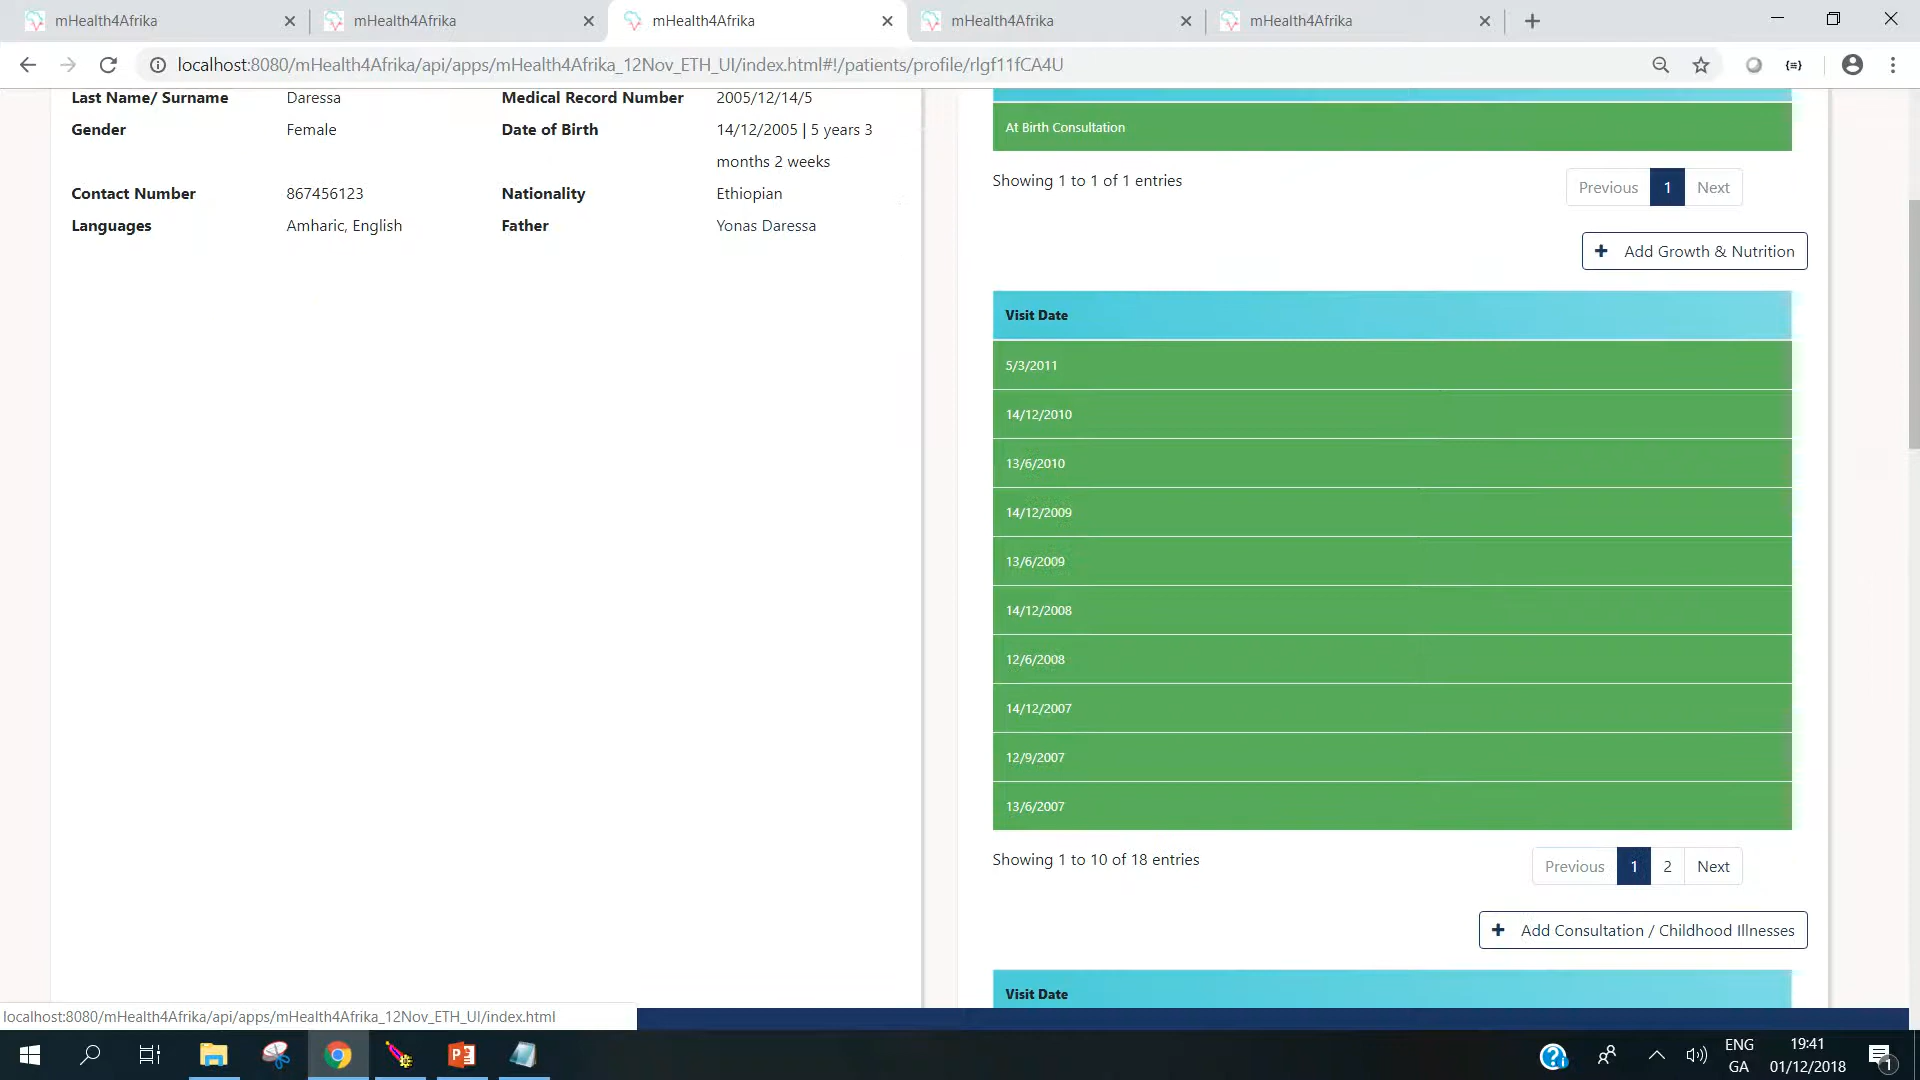 mHealth4Afrika
mHealth4Afrika
mHealth4Afrika
mHealth4Afrika
mHealth4Afrika
localhost:8080/mHealth4Afrika/api/apps/mHealth4Afrika_12Nov_ETH_UI/index.html#!/patients/profile/rlgf11fCA4U
Last Name/ Surname Daressa Medical Record Number 2005/12/14/5
Gender Female Date of Birth 14/12/2005 | 5 years 3
months 2 weeks
Contact Number 867456123 Nationality Ethiopian
Languages Amharic, English Father Yonas Daressa
At Birth Consultation
Showing 1 to 1 of 1 entries
Previous 1 Next
+ Add Growth & Nutrition
Visit Date
5/3/2011
14/12/2010
13/6/2010
14/12/2009
13/6/2009
14/12/2008
12/6/2008
14/12/2007
12/9/2007
13/6/2007
Showing 1 to 10 of 18 entries
Previous 1 2 Next
+ Add Consultation / Childhood Illnesses
Visit Date
localhost:8080/mHealth4Afrika/api/apps/mHealth4Afrika_12Nov_ETH_UI/index.html
ENG
GA
19:41
01/12/2018
1